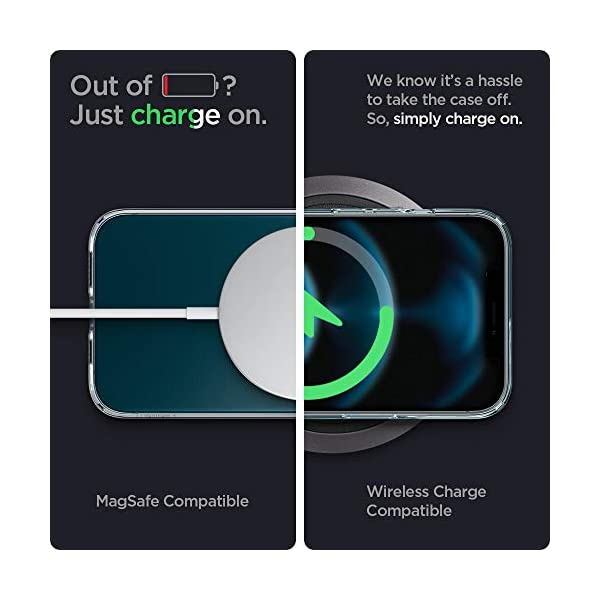 Out of ?
Just charge on.
We know it's a hassle
to take the case off.
So, simply charge on.
MagSafe Compatible
Wireless Charge
Compatible